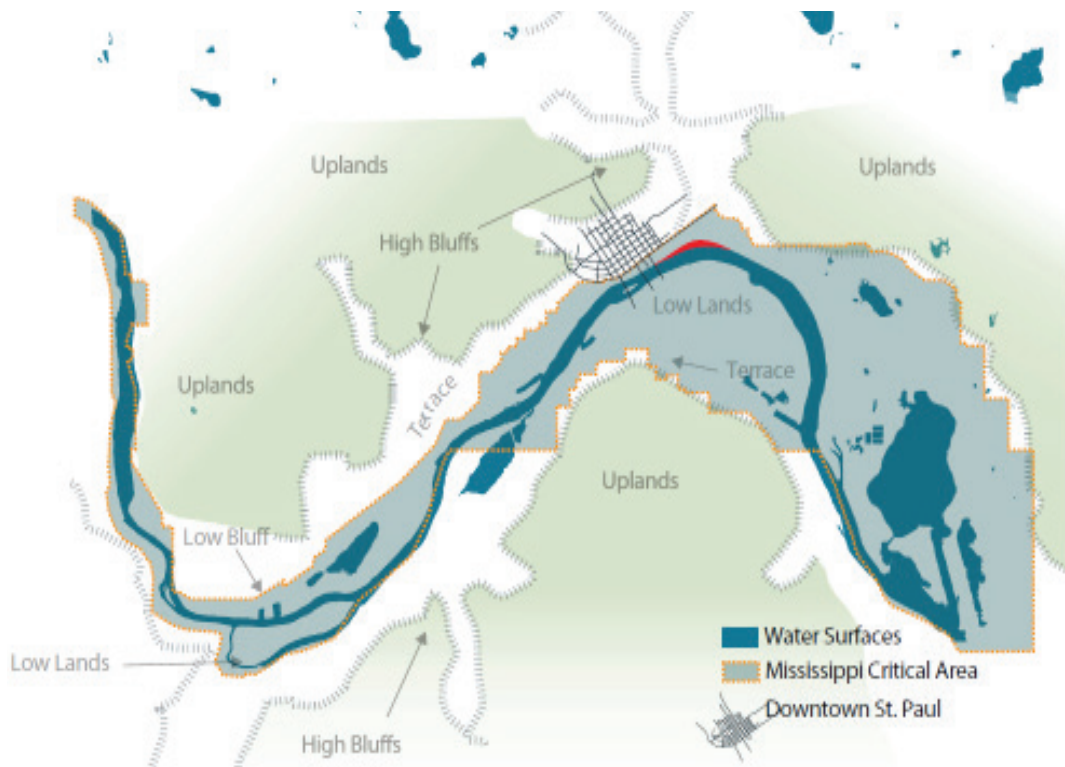 Uplands
Uplands
High Bluffs
Low Lands
Terrace
Uplands
Terrace
Uplands
Low Bluff
Water Surfaces
Low Lands
Mississippi Critical Area
Downtown St. Paul
High Bluffs